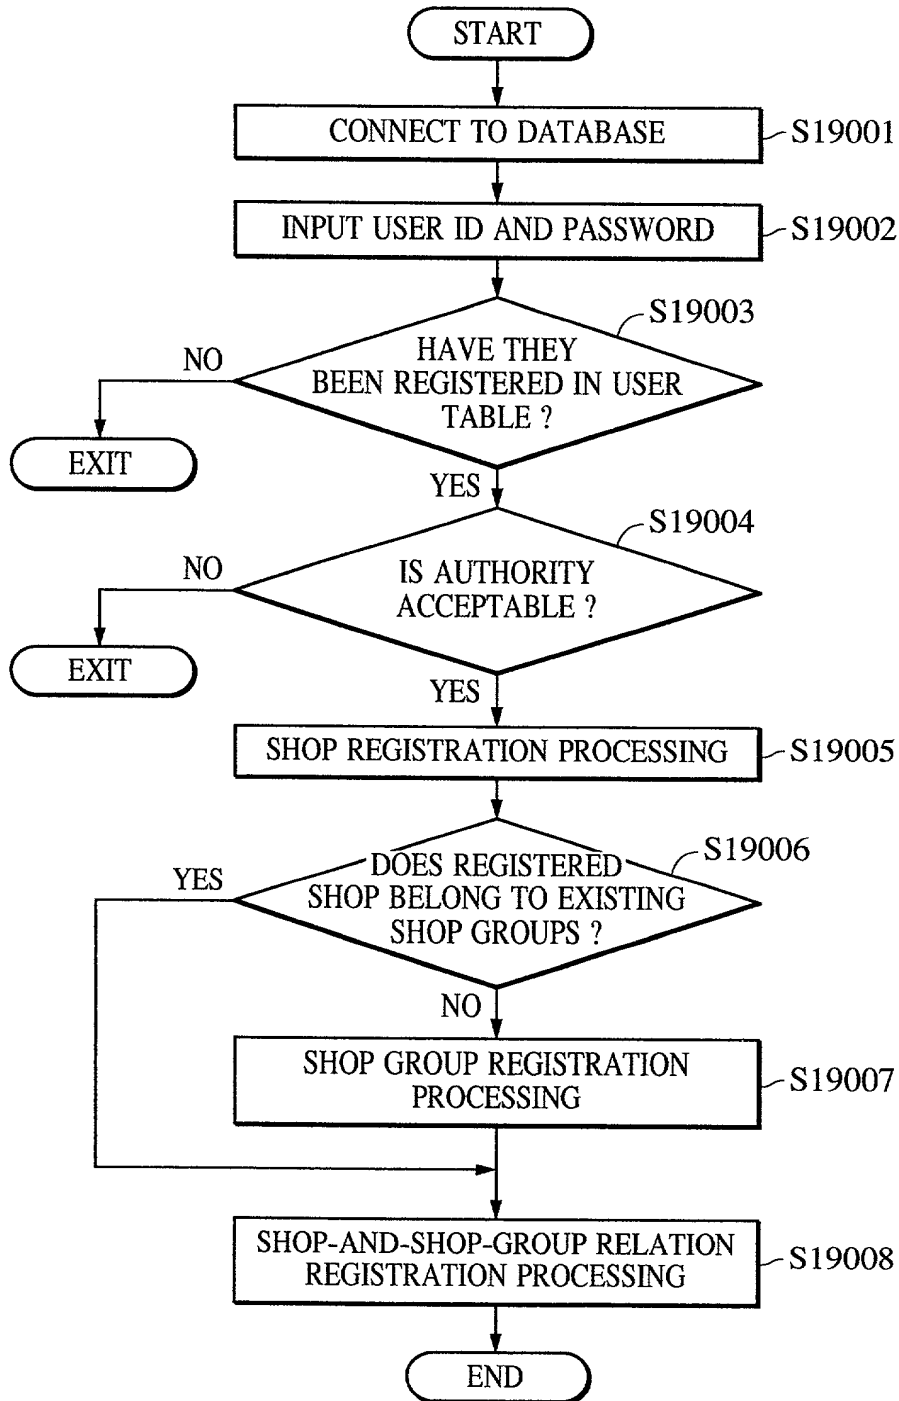 START
CONNECT TO DATABASE
S19001
INPUT USER ID AND PASSWORD
S19002
S19003
HAVE THEY
BEEN REGISTERED IN USER
TABLE ?
NO
EXIT
YES
S19004
IS AUTHORITY
ACCEPTABLE ?
NO
EXIT
YES
SHOP REGISTRATION PROCESSING
S19005
S19006
DOES REGISTERED
SHOP BELONG TO EXISTING
SHOP GROUPS ?
YES
NO
SHOP GROUP REGISTRATION
PROCESSING
S19007
SHOP-AND-SHOP-GROUP RELATION
REGISTRATION PROCESSING
S19008
END